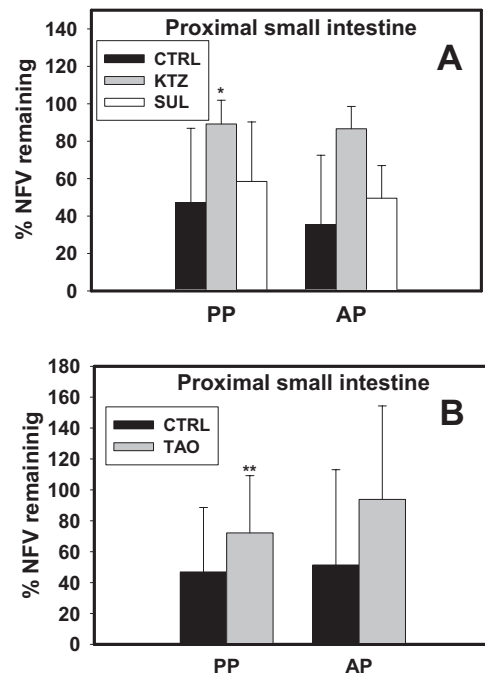 Proximal small intestine
A
CTRL
KTZ
SUL
*
% NFV remaining
140
120
100
80
60
40
20
0
PP AP
Proximal small intestine
B
CTRL
TAO
**
% NFV remaininig
180
160
140
120
100
80
60
40
20
0
PP AP